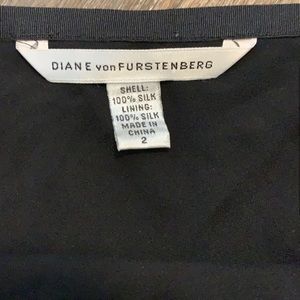 DIANE von FURSTENBERG
SHELL:
100% SILK
LINING:
100% SILK
MADE IN
CHINA
2